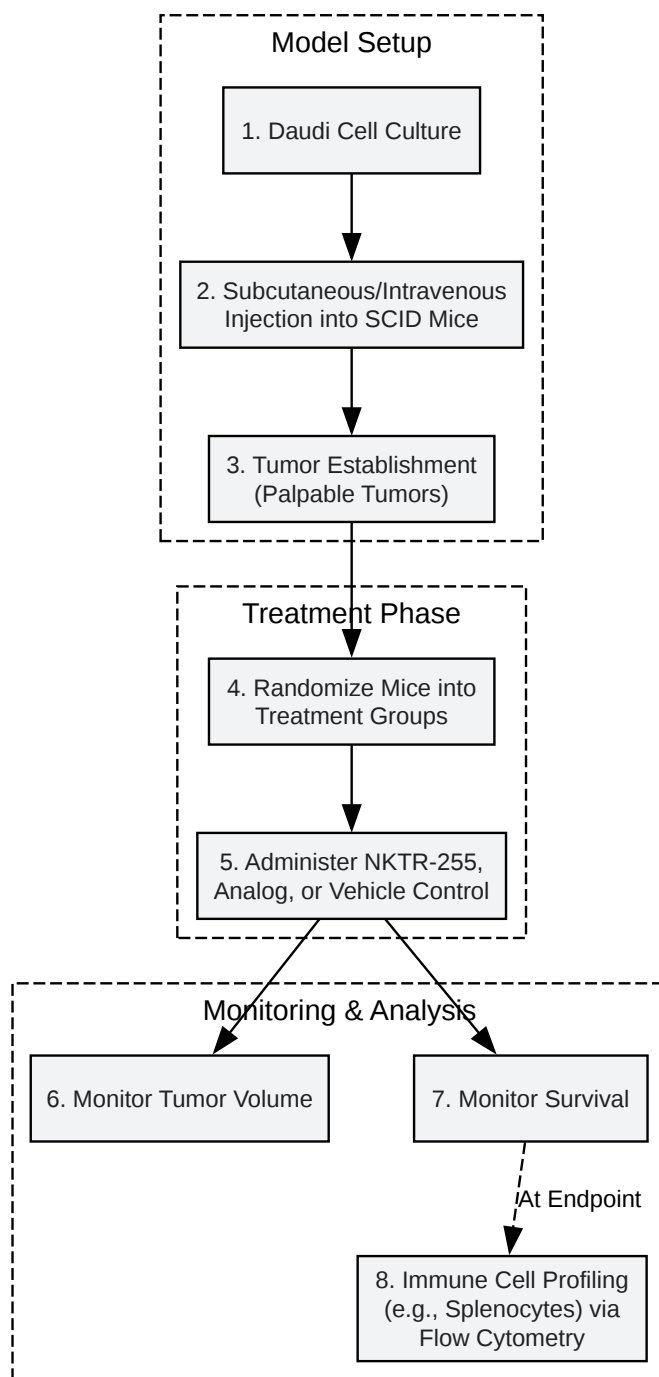 Model Setup
1. Daudi Cell Culture
2. Subcutaneous/Intravenous
Injection into SCID Mice
3. Tumor Establishment
(Palpable Tumors)
Treatment Phase
4. Randomize Mice into
Treatment Groups
5. Administer NKTR-255,
Analog, or Vehicle Control
Monitoring & Analysis
6. Monitor Tumor Volume
7. Monitor Survival
At Endpoint
8. Immune Cell Profiling
(e.g., Splenocytes) via
Flow Cytometry